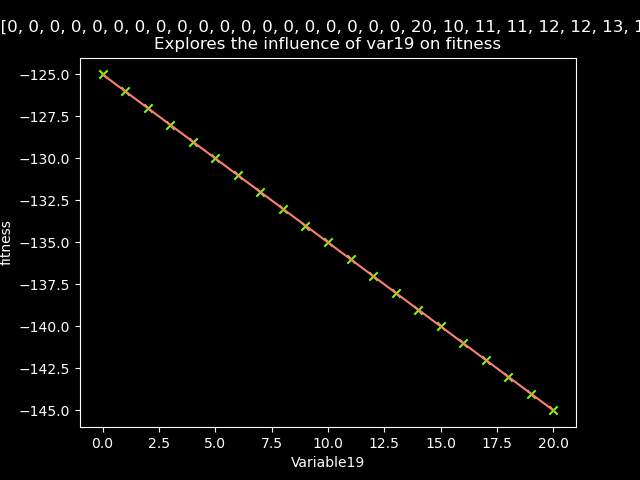 [0, 0, 0, 0, 0, 0, 0, 0, 0, 0, 0, 0, 0, 0, 0, 0, 0, 0, 0, 20, 10, 11, 11, 12, 12, 13, 1
Explores the influence of var19 on fitness
−125.0
−127.5
−130.0
−132.5
−135.0
−137.5
−140.0
−142.5
−145.0
fitness
0.0 2.5 5.0 7.5 10.0 12.5 15.0 17.5 20.0
Variable19